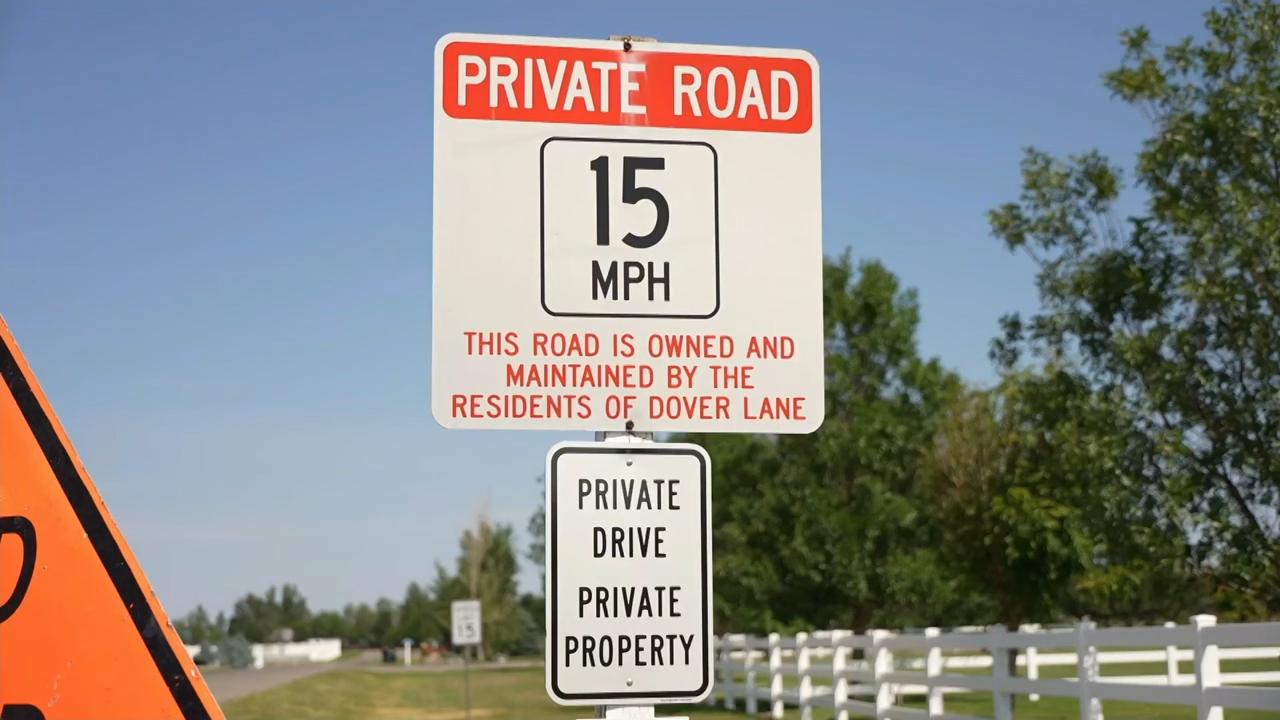 PRIVATE ROAD
15
MPH
THIS ROAD IS OWNED AND
MAINTAINED BY THE
RESIDENTS OF DOVER LANE
PRIVATE
DRIVE
PRIVATE
PROPERTY
15